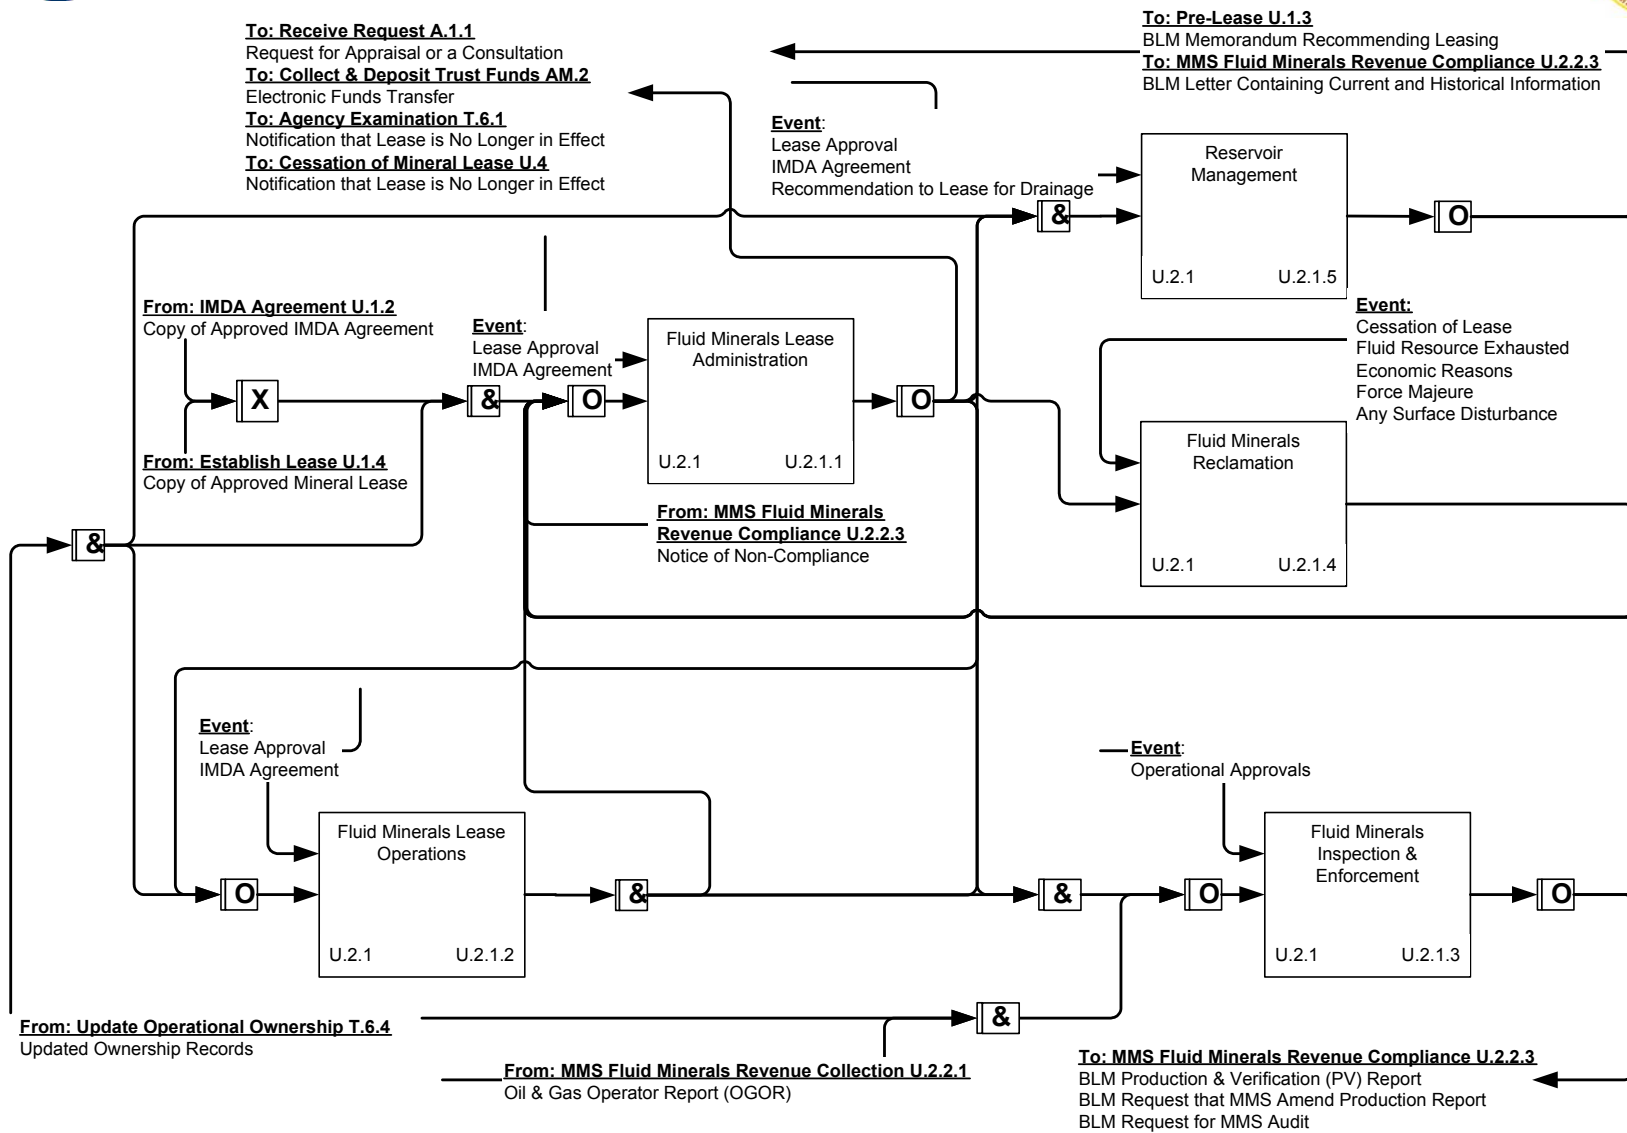 To: Receive Request A.1.1
Request for Appraisal or a Consultation
To: Collect & Deposit Trust Funds AM.2
Electronic Funds Transfer
To: Agency Examination T.6.1
Notification that Lease is No Longer in Effect
To: Cessation of Mineral Lease U.4
Notification that Lease is No Longer in Effect
To: Pre-Lease U.1.3
BLM Memorandum Recommending Leasing
To: MMS Fluid Minerals Revenue Compliance U.2.2.3
BLM Letter Containing Current and Historical Information
Event:
Lease Approval
IMDA Agreement
Recommendation to Lease for Drainage
&
Reservoir
Management
U.2.1 U.2.1.5
O
From: IMDA Agreement U.1.2
Copy of Approved IMDA Agreement
X
From: Establish Lease U.1.4
Copy of Approved Mineral Lease
&
Event:
Lease Approval
IMDA Agreement
&
O
Fluid Minerals Lease
Administration
U.2.1 U.2.1.1
O
From: MMS Fluid Minerals
Revenue Compliance U.2.2.3
Notice of Non-Compliance
Event:
Cessation of Lease
Fluid Resource Exhausted
Economic Reasons
Force Majeure
Any Surface Disturbance
Fluid Minerals
Reclamation
U.2.1 U.2.1.4
Event:
Lease Approval
IMDA Agreement
O
Fluid Minerals Lease
Operations
U.2.1 U.2.1.2
&
&
Event:
Operational Approvals
O
Fluid Minerals
Inspection &
Enforcement
U.2.1 U.2.1.3
O
From: Update Operational Ownership T.6.4
Updated Ownership Records
&
From: MMS Fluid Minerals Revenue Collection U.2.2.1
Oil & Gas Operator Report (OGOR)
To: MMS Fluid Minerals Revenue Compliance U.2.2.3
BLM Production & Verification (PV) Report
BLM Request that MMS Amend Production Report
BLM Request for MMS Audit